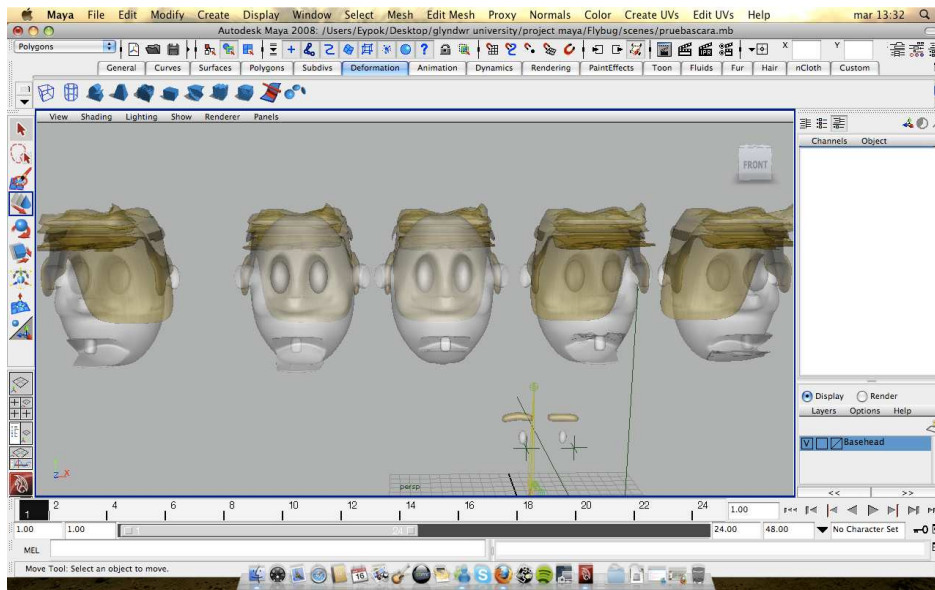 Maya File Edit Modify Create Display Window Select Mesh Edit Mesh Proxy Normals Color Create UVs Edit UVs Help mar 13:32
Autodesk Maya 2008: /Users/Eypok/Desktop/glyndwr university/project maya/Flybug/scenes/pruebascara.mb
Polygons X Y
General Curves Surfaces Polygons Subdivs Deformation Animation Dynamics Rendering PaintEffects Toon Fluids Fur Hair nCloth Custom
View Shading Lighting Show Renderer Panels
Channels Object
FRONT
Display Render
Layers Options Help
V Basehead
z x
persp
<< >>
1 2 4 6 8 10 12 14 16 18 20 22 24 1.00
1.00 1.00 1 24 24.00 48.00 No Character Set
MEL
Move Tool: Select an object to move.
16